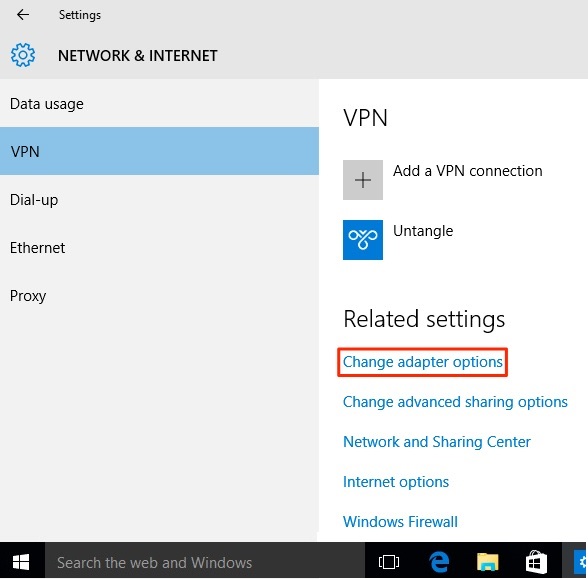 Settings
NETWORK & INTERNET
Data usage
VPN
Dial-up
Ethernet
Proxy
VPN
Add a VPN connection
Untangle
Related settings
Change adapter options
Change advanced sharing options
Network and Sharing Center
Internet options
Windows Firewall
Search the web and Windows